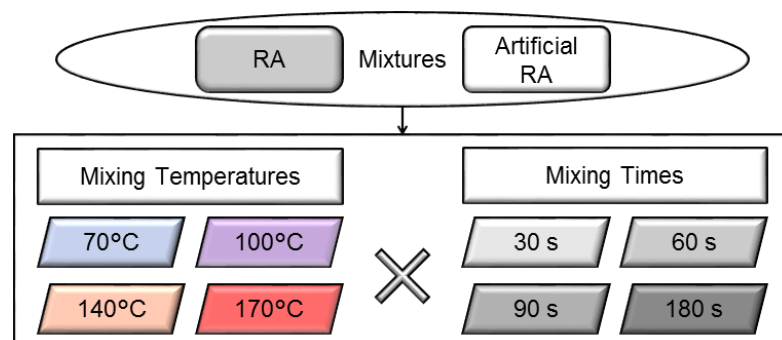 RA
Mixtures
Artificial
RA
Mixing Temperatures
Mixing Times
70°C
100°C
30 s
60 s
140°C
170°C
90 s
180 s